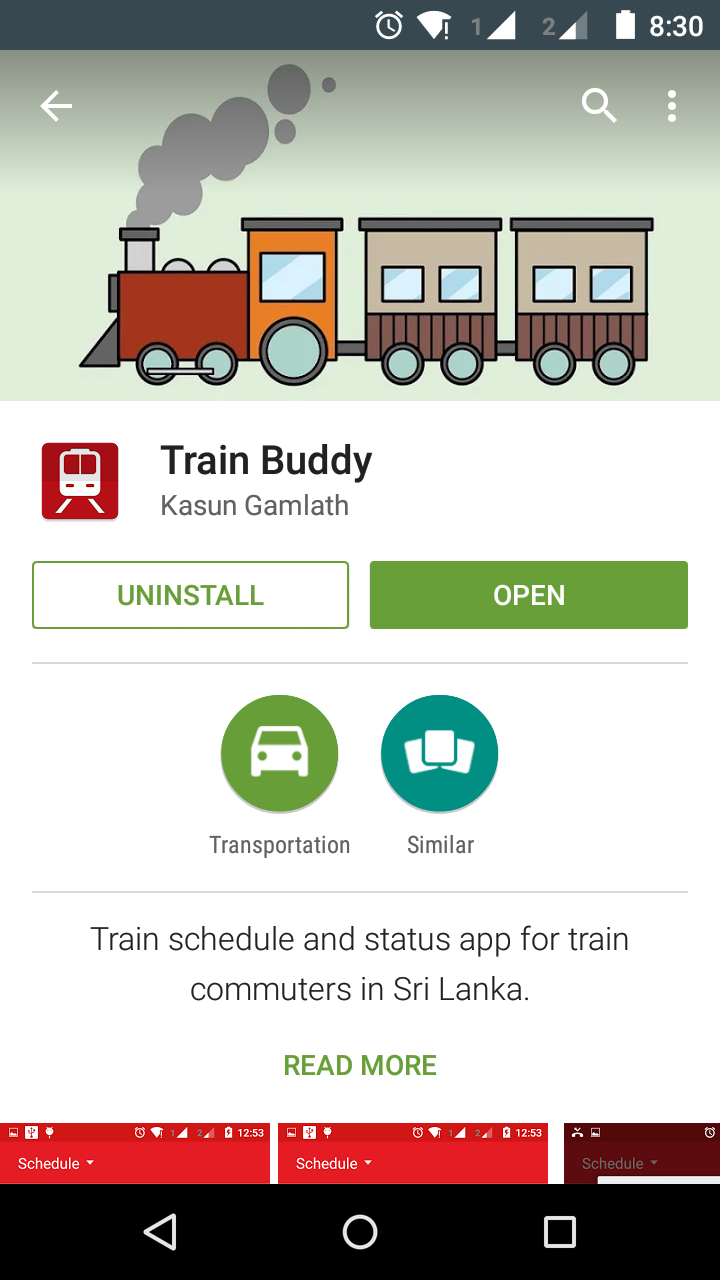 1 2 8:30
Train Buddy
Kasun Gamlath
UNINSTALL OPEN
Transportation Similar
Train schedule and status app for train
commuters in Sri Lanka.
READ MORE
1 2 12:53 1 2 12:53
Schedule Schedule Schedule